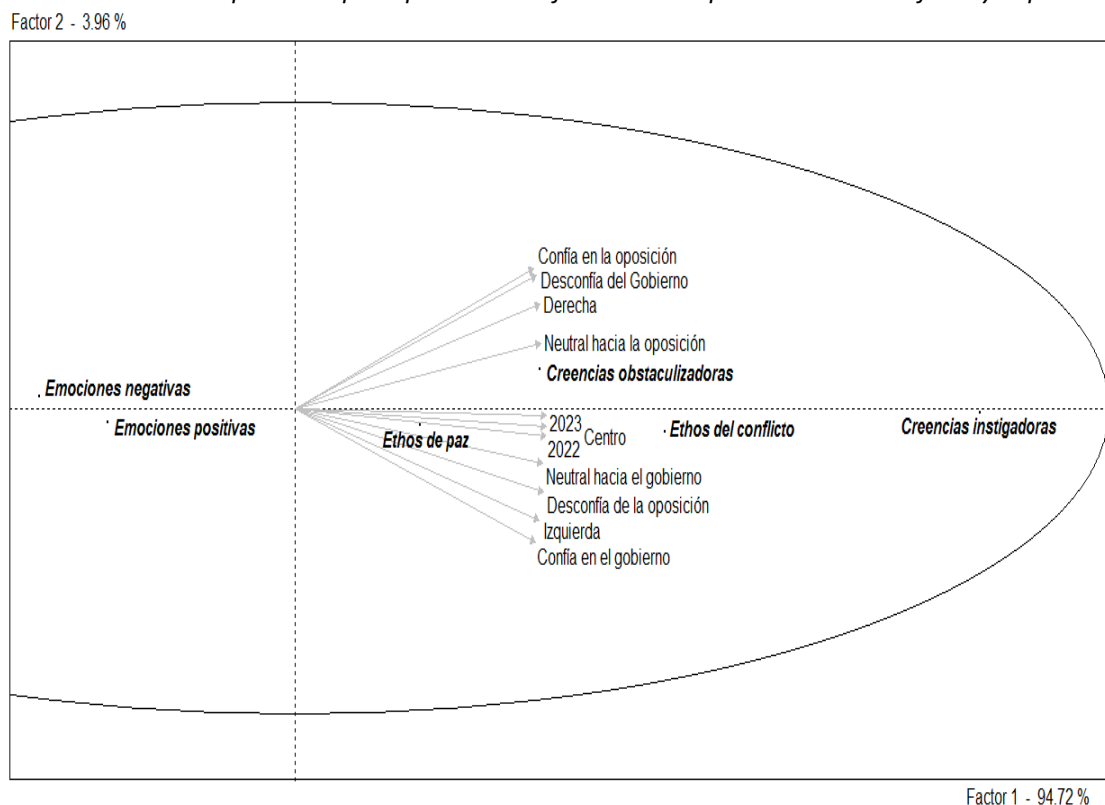 Factor 2 - 3.96 %
Confía en la oposición
Desconfía del Gobierno
Derecha
Neutral hacia la oposición
Creencias obstaculizadoras
Emociones negativas
Emociones positivas
Ethos de paz
2023
Centro
2022
Ethos del conflicto
Creencias instigadoras
Neutral hacia el gobierno
Desconfía de la oposición
Izquierda
Confía en el gobierno
Factor 1 - 94.72 %